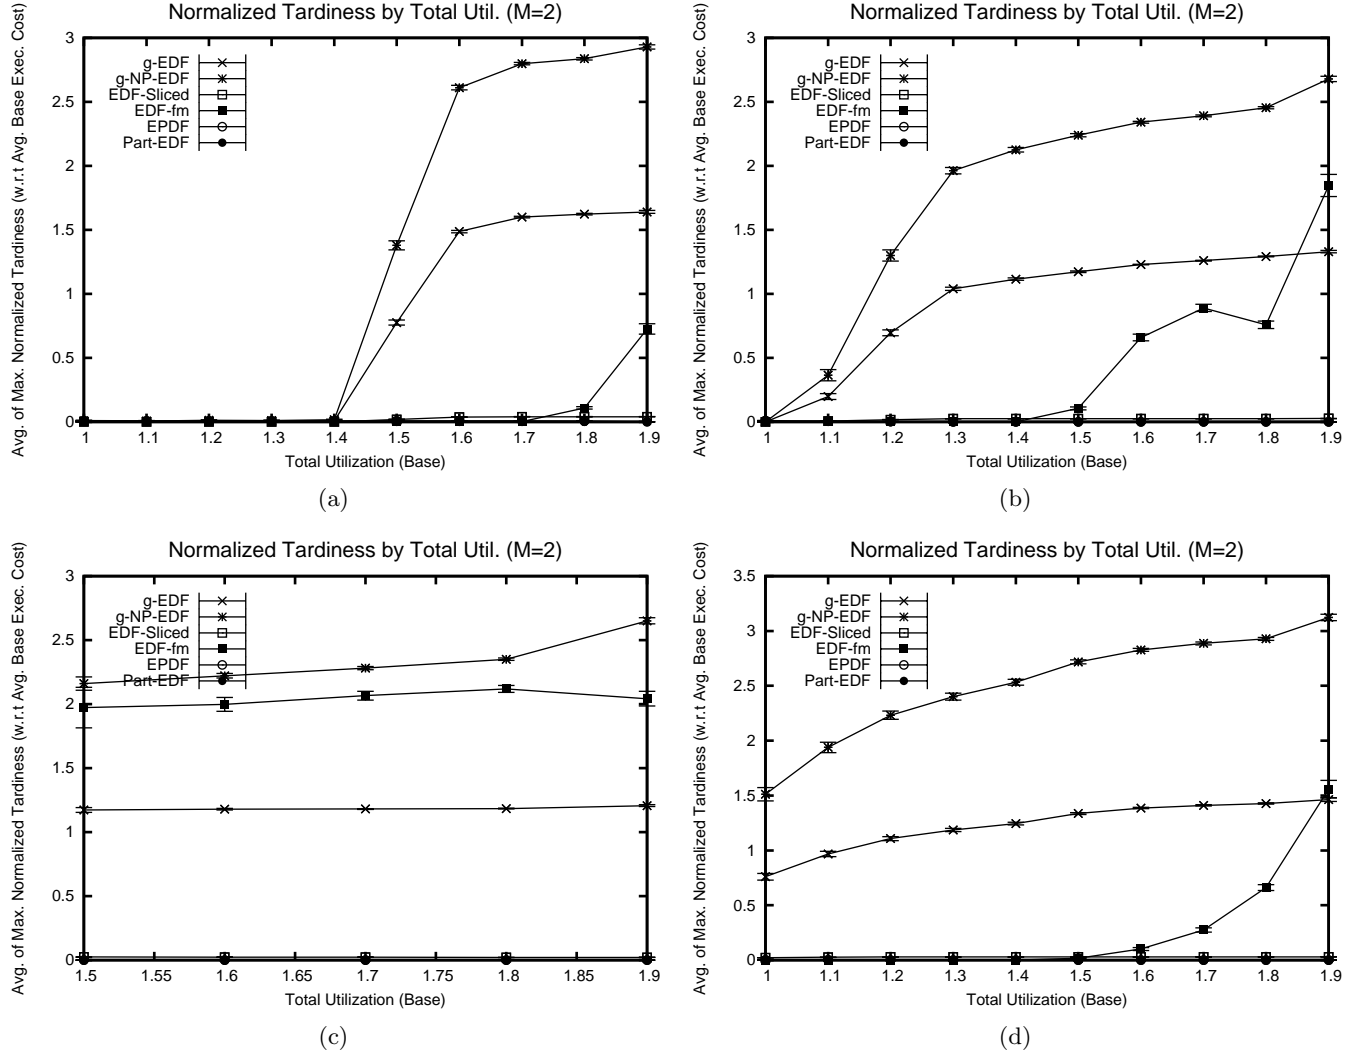 Normalized Tardiness by Total Util. (M=2)
Avg. of Max. Normalized Tardiness (w.r.t Avg. Base Exec. Cost)
3
2.5
2
1.5
1
0.5
0
g-EDF
g-NP-EDF
EDF-Sliced
EDF-fm
EPDF
Part-EDF
1 1.1 1.2 1.3 1.4 1.5 1.6 1.7 1.8 1.9
Total Utilization (Base)
(a)
Normalized Tardiness by Total Util. (M=2)
Avg. of Max. Normalized Tardiness (w.r.t Avg. Base Exec. Cost)
3
2.5
2
1.5
1
0.5
0
g-EDF
g-NP-EDF
EDF-Sliced
EDF-fm
EPDF
Part-EDF
1 1.1 1.2 1.3 1.4 1.5 1.6 1.7 1.8 1.9
Total Utilization (Base)
(b)
Normalized Tardiness by Total Util. (M=2)
Avg. of Max. Normalized Tardiness (w.r.t Avg. Base Exec. Cost)
3
2.5
2
1.5
1
0.5
0
g-EDF
g-NP-EDF
EDF-Sliced
EDF-fm
EPDF
Part-EDF
1.5 1.55 1.6 1.65 1.7 1.75 1.8 1.85 1.9
Total Utilization (Base)
(c)
Normalized Tardiness by Total Util. (M=2)
Avg. of Max. Normalized Tardiness (w.r.t Avg. Base Exec. Cost)
3.5
3
2.5
2
1.5
1
0.5
0
g-EDF
g-NP-EDF
EDF-Sliced
EDF-fm
EPDF
Part-EDF
1 1.1 1.2 1.3 1.4 1.5 1.6 1.7 1.8 1.9
Total Utilization (Base)
(d)